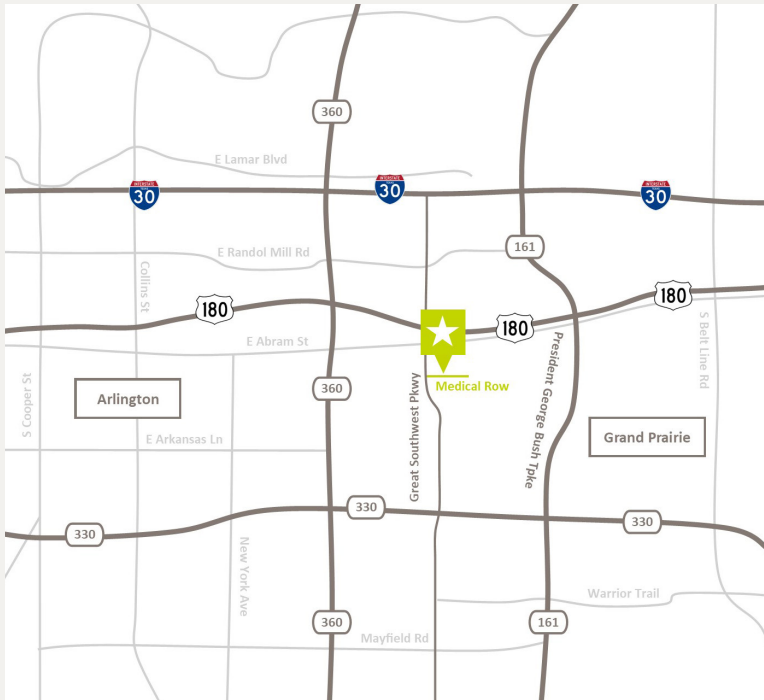 360
E Lamar Blvd
INTERSTATE
30
INTERSTATE
30
INTERSTATE
30
E Randol Mill Rd
161
Collins St
180
180
180
E Abram St
S Belt Line Rd
President George Bush Tpke
Medical Row
360
Great Southwest Pkwy
S Cooper St
Arlington
Grand Prairie
E Arkansas Ln
330
330
330
New York Ave
Warrior Trail
360
161
Mayfield Rd